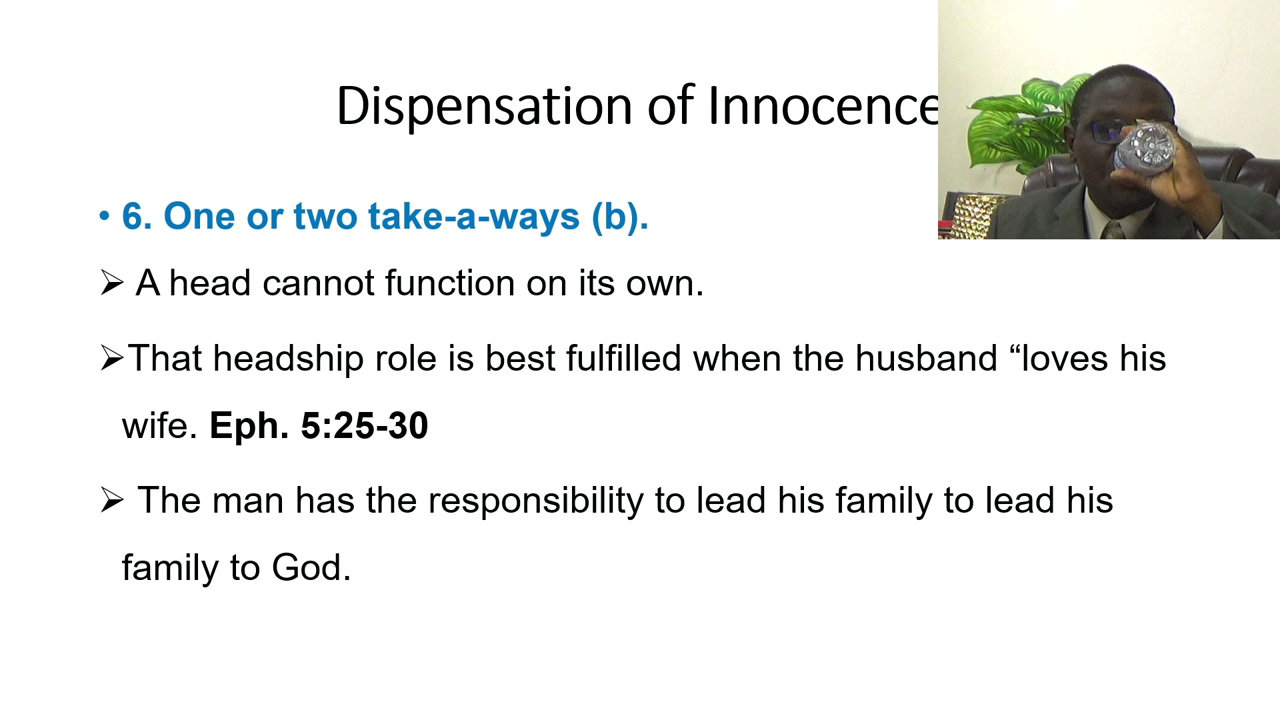 Dispensation of Innocence
• 6. One or two take-a-ways (b).
➢ A head cannot function on its own.
➢That headship role is best fulfilled when the husband “loves his
wife. Eph. 5:25-30
➢ The man has the responsibility to lead his family to lead his
family to God.